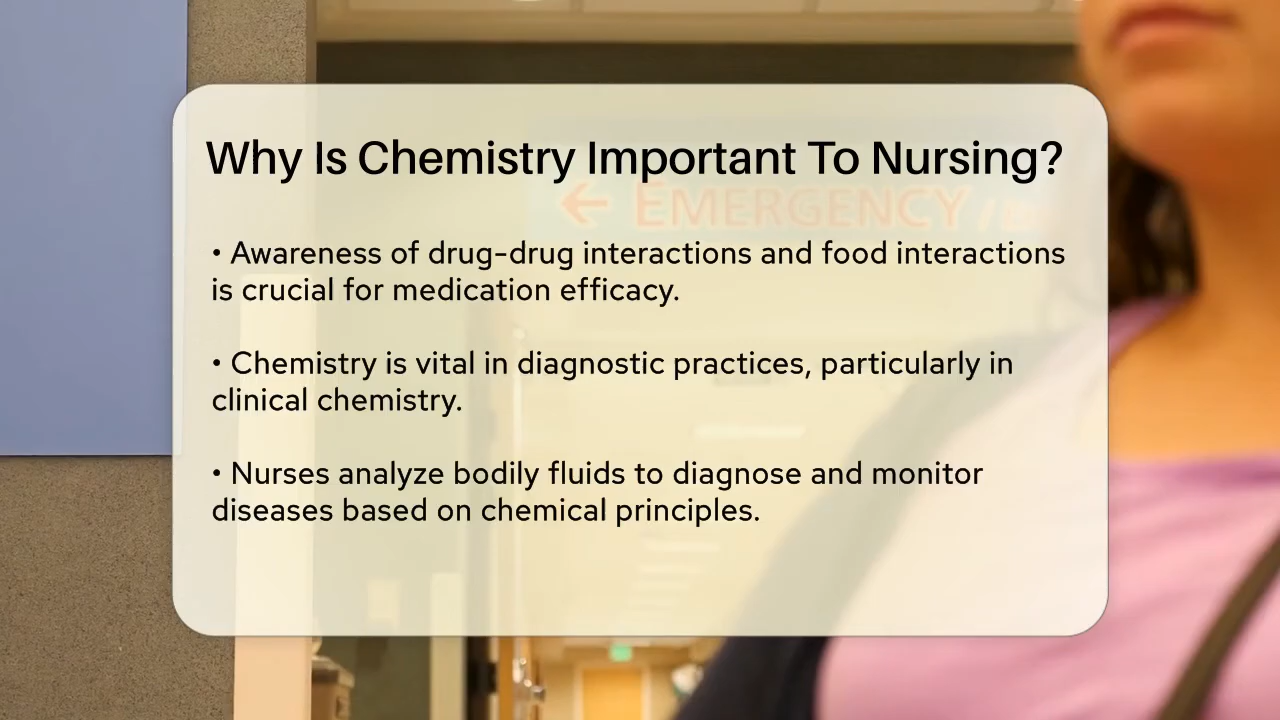 Why Is Chemistry Important To Nursing?
← EMERGENCY /
• Awareness of drug-drug interactions and food interactions
is crucial for medication efficacy.
• Chemistry is vital in diagnostic practices, particularly in
clinical chemistry.
• Nurses analyze bodily fluids to diagnose and monitor
diseases based on chemical principles.